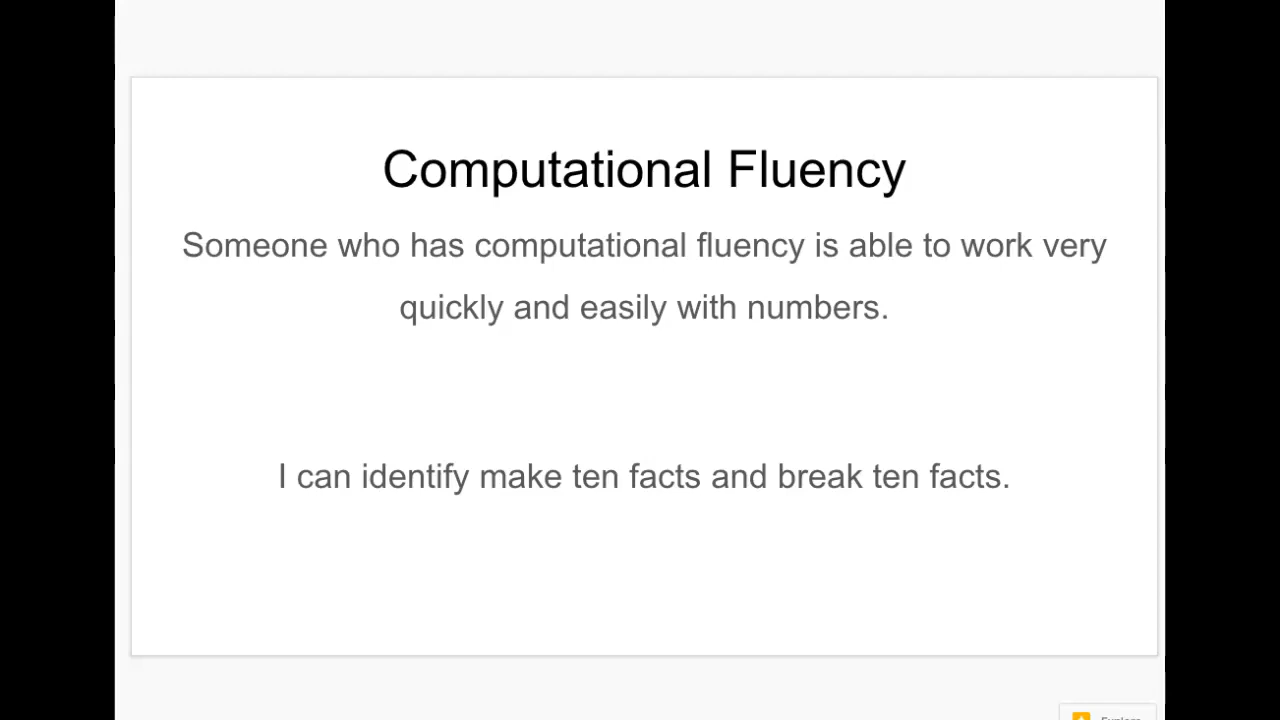 Computational Fluency
Someone who has computational fluency is able to work very
quickly and easily with numbers.
I can identify make ten facts and break ten facts.